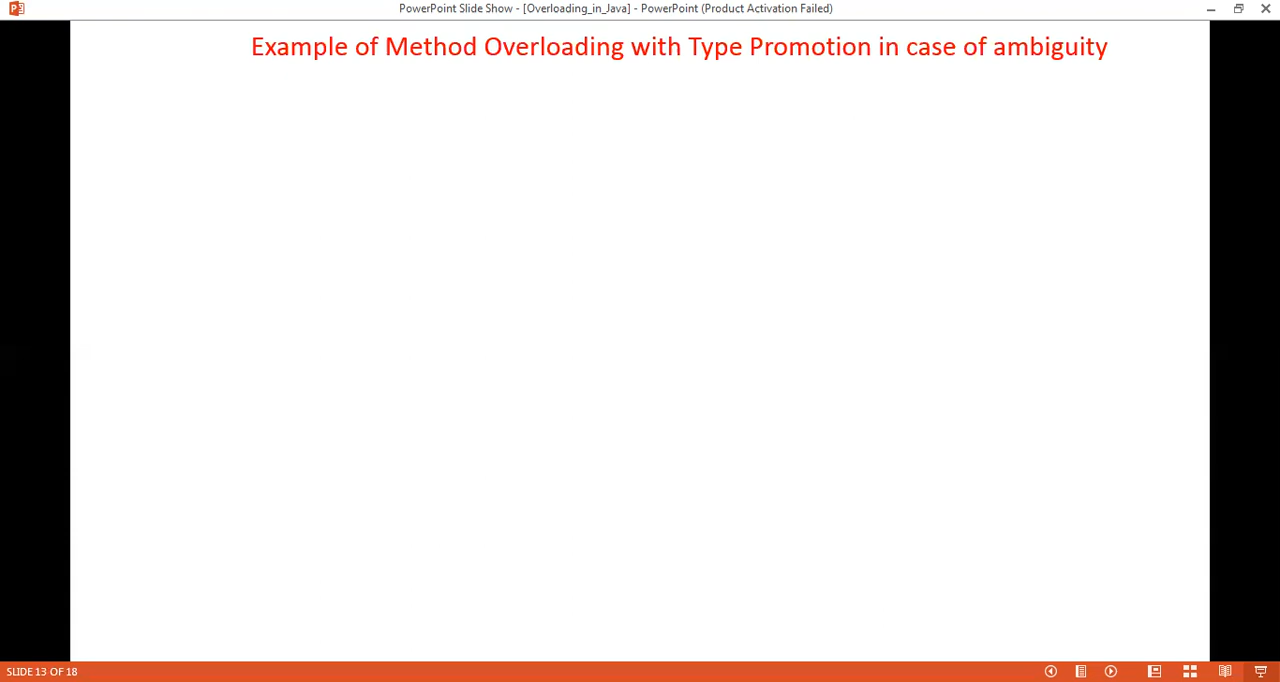 PowerPoint Slide Show - [Overloading_in_Java] - PowerPoint (Product Activation Failed)
Example of Method Overloading with Type Promotion in case of ambiguity
SLIDE 13 OF 18